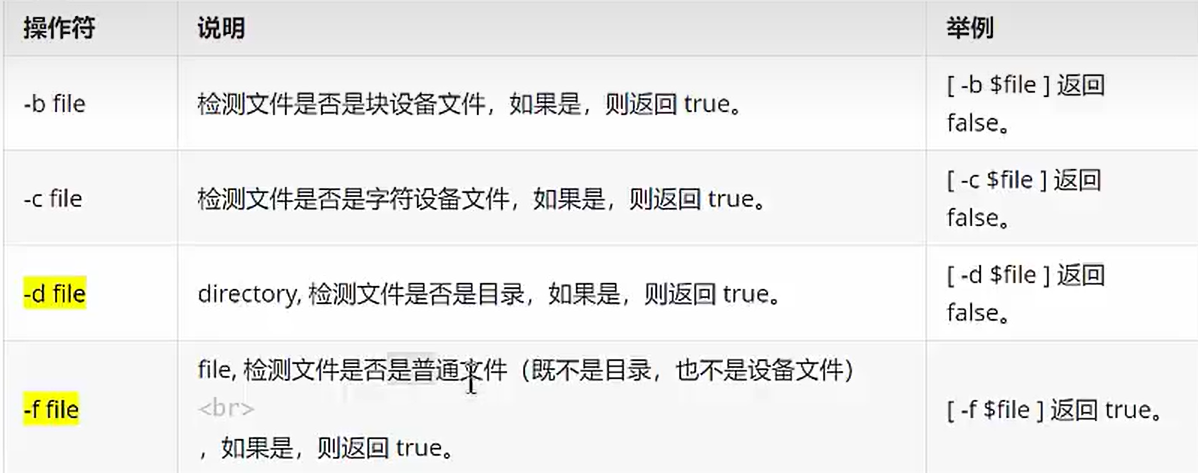 操作符 说明 举例
-b file 检测文件是否是块设备文件，如果是，则返回 true。 [ -b $file ] 返回
false。
-c file 检测文件是否是字符设备文件，如果是，则返回 true。 [ -c $file ] 返回
false。
-d file directory, 检测文件是否是目录，如果是，则返回 true。 [ -d $file ] 返回
false。
file, 检测文件是否是普通文件（既不是目录，也不是设备文件）
<br>
-f file [ -f $file ] 返回 true。
，如果是，则返回 true。